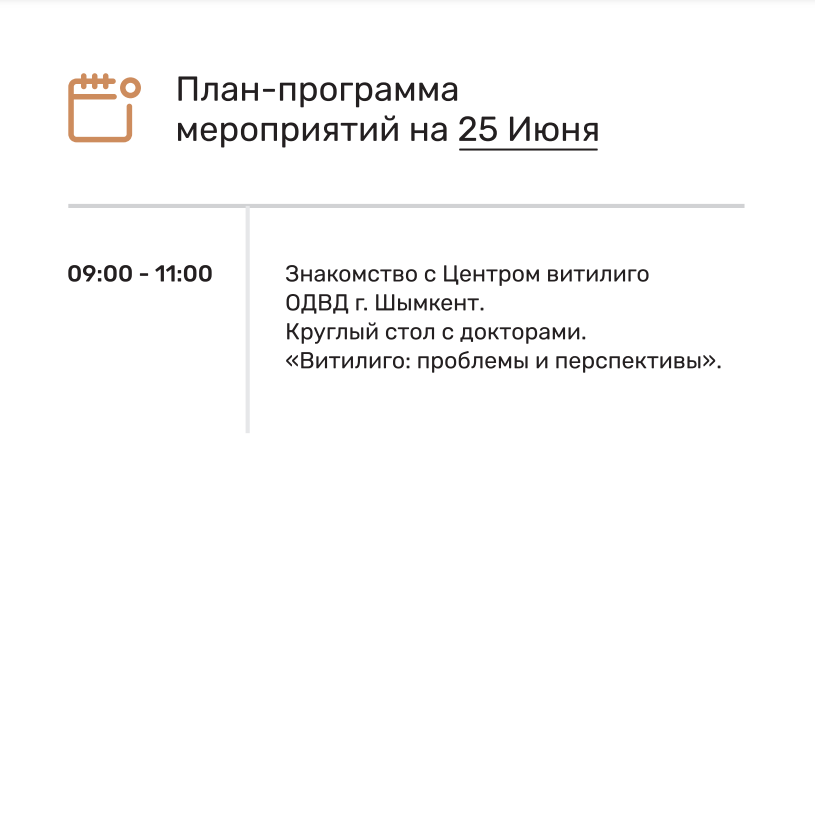 План-программа
мероприятий на 25 Июня
09:00 - 11:00
Знакомство с Центром витилиго
ОДВД г. Шымкент.
Круглый стол с докторами.
«Витилиго: проблемы и перспективы».